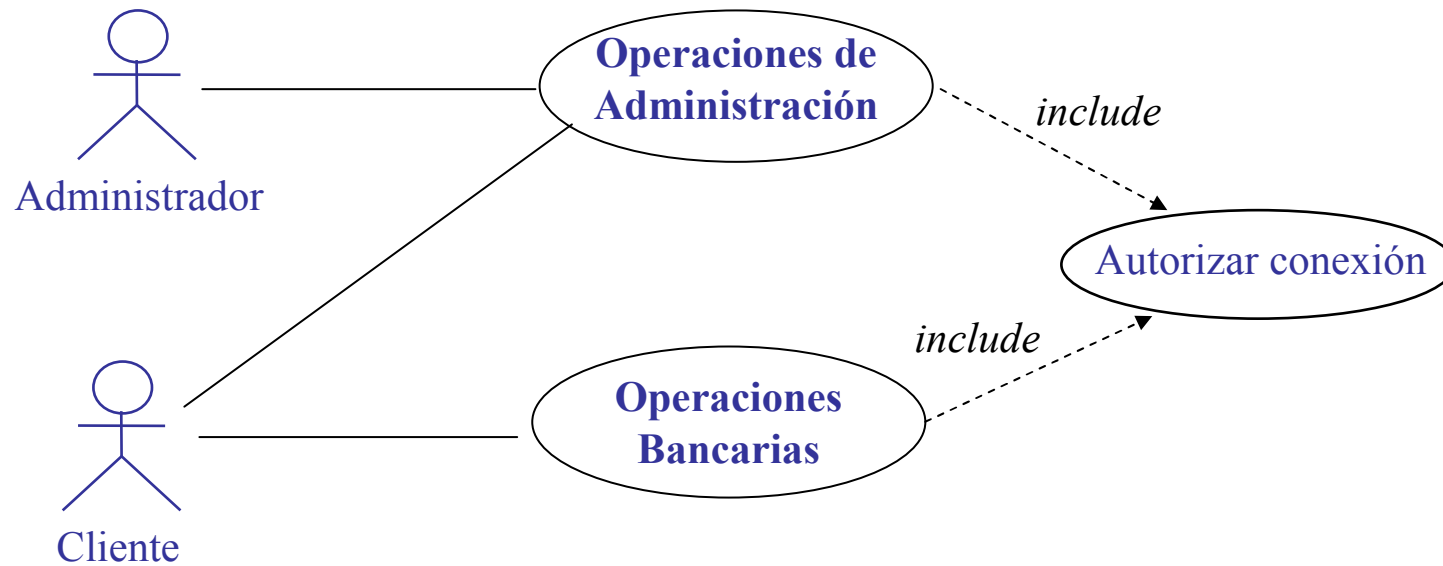 Operaciones de
Administración
include
Administrador
Autorizar conexión
include
Operaciones
Bancarias
Cliente